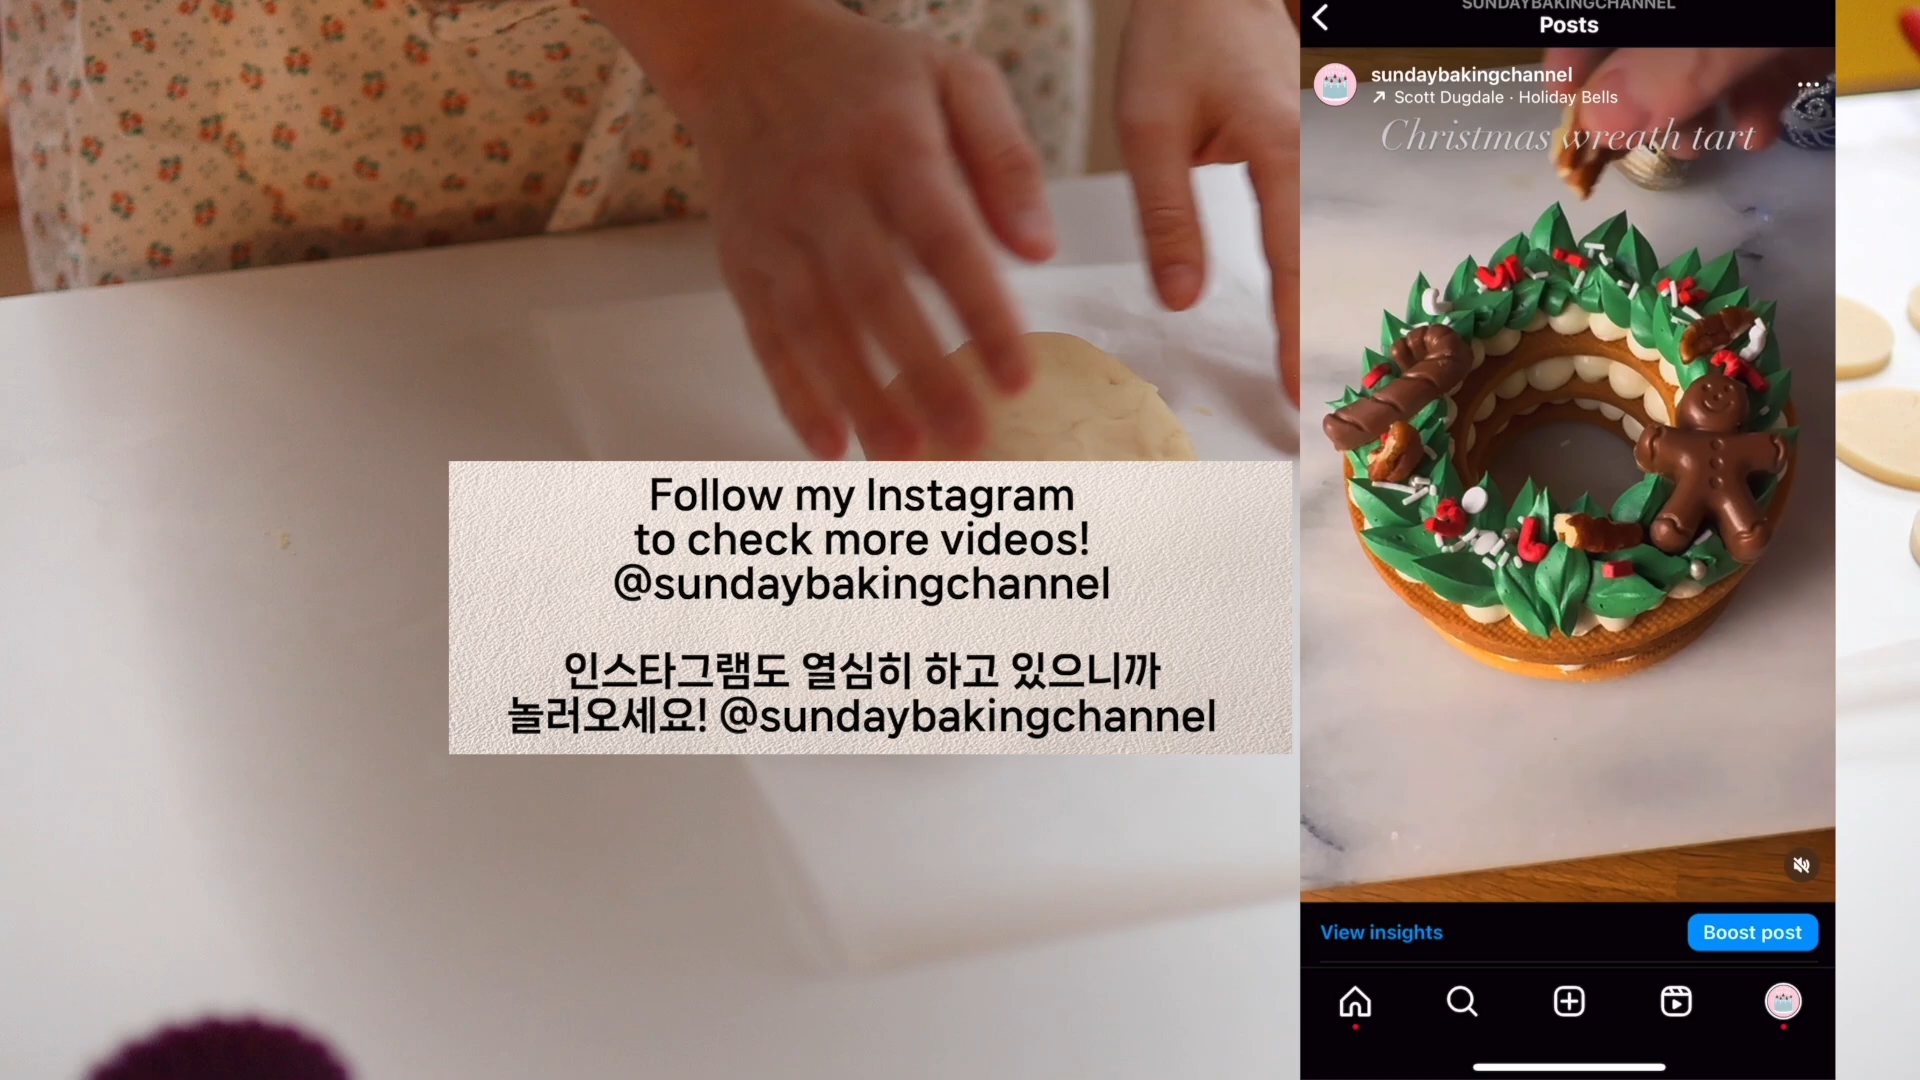 Follow my Instagram
to check more videos!
@sundaybakingchannel
인스타그램도 열심히 하고 있으니까
놀러오세요! @sundaybakingchannel
SUNDAYBAKINGCHANNEL
Posts
sundaybakingchannel
Scott Dugdale · Holiday Bells
Christmas wreath tart
View insights
Boost post